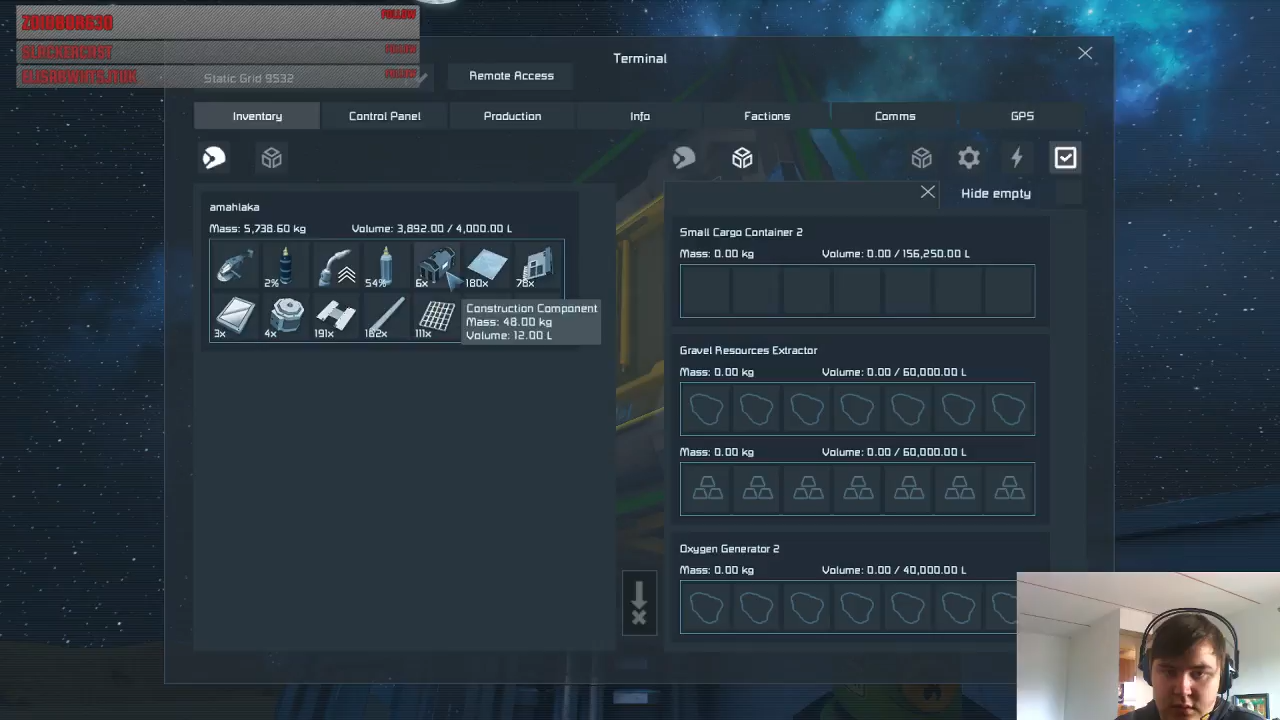 ZOIDBORG30 FOLLOW
SLACKERCAST FOLLOW
FOLLOW
Static Grid 9532
Remote Access
Terminal
Inventory Control Panel Production Info Factions Comms GPS
Hide empty
amahlaka
Mass: 5,738.60 kg Volume: 3,892.00 / 4,000.00 L
2% 54% 6x 180x 78x
3x 4x 191x 162x 111x
Construction Component
Mass: 48.00 kg
Volume: 12.00 L
Small Cargo Container 2
Mass: 0.00 kg Volume: 0.00 / 156,250.00 L
Gravel Resources Extractor
Mass: 0.00 kg Volume: 0.00 / 60,000.00 L
Mass: 0.00 kg Volume: 0.00 / 60,000.00 L
Oxygen Generator 2
Mass: 0.00 kg Volume: 0.00 / 40,000.00 L